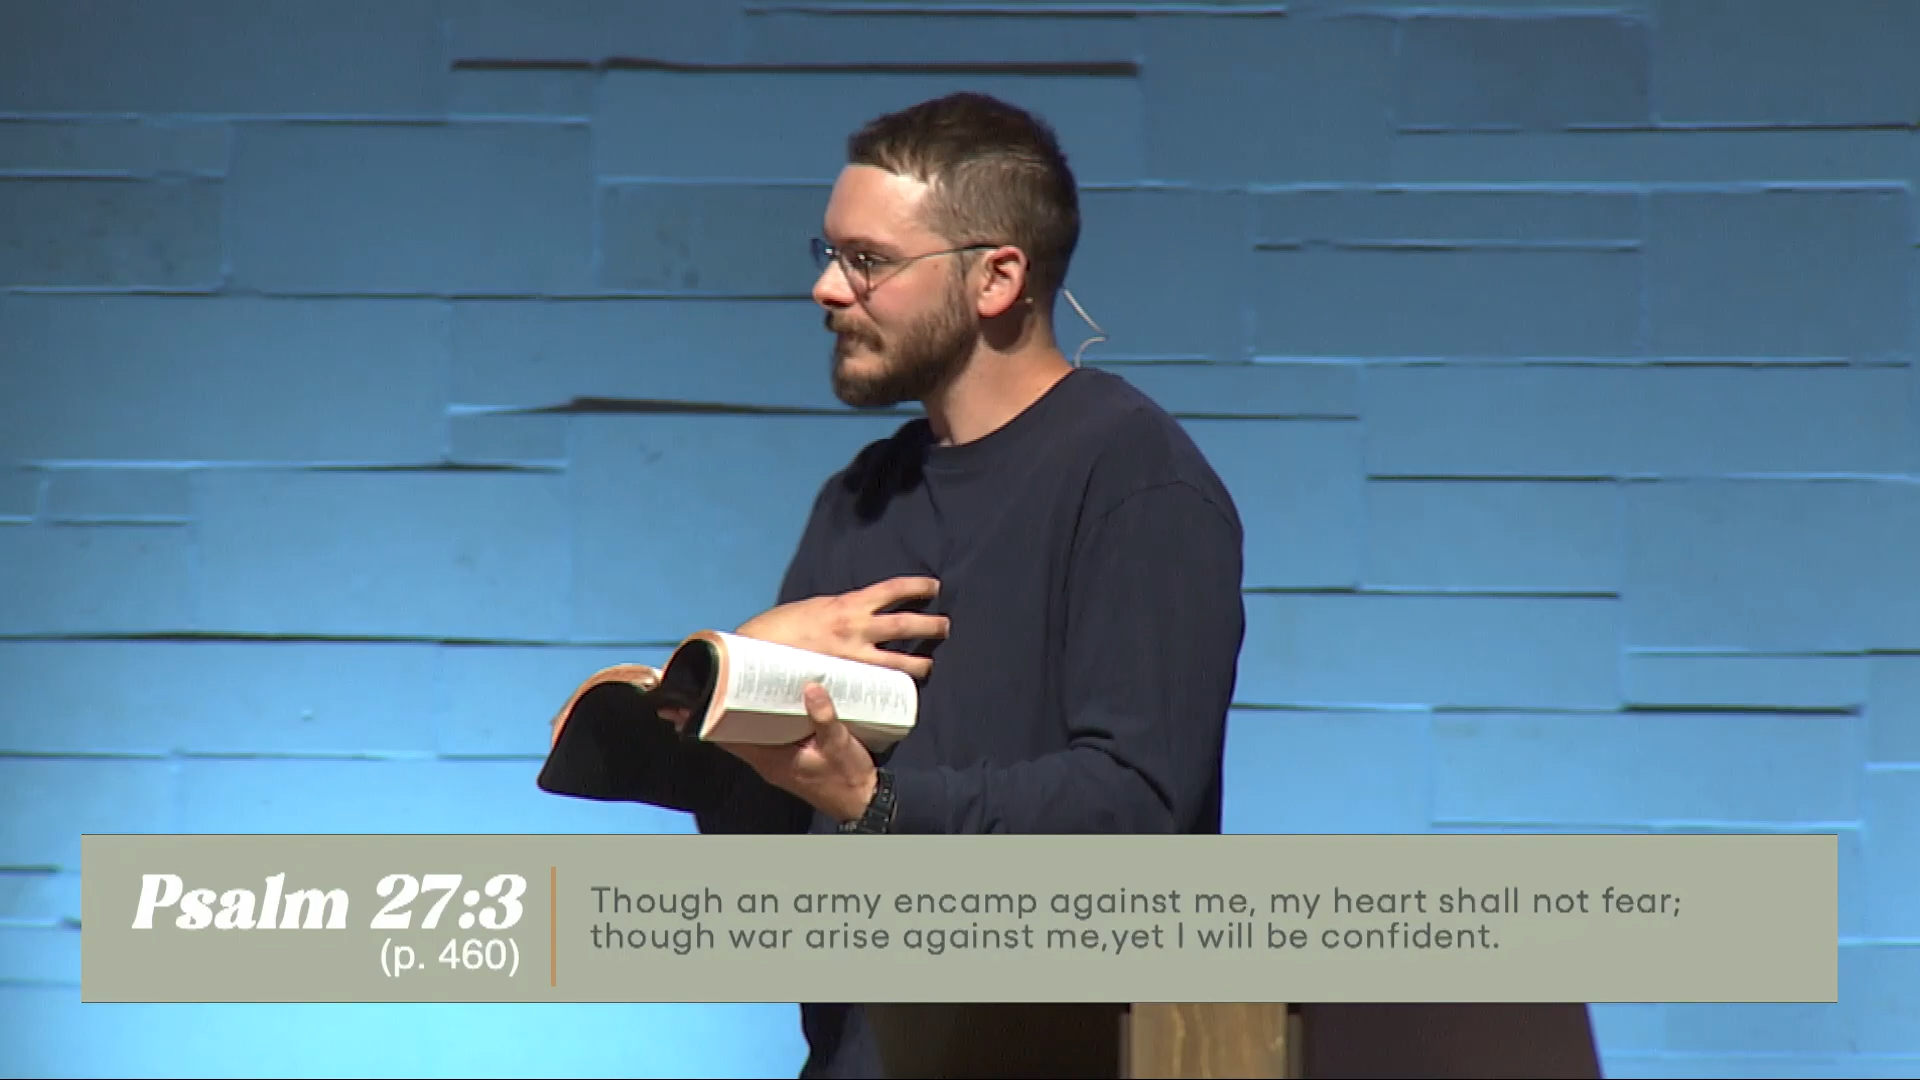 Psalm 27:3
(p. 460)
Though an army encamp against me, my heart shall not fear;
though war arise against me,yet I will be confident.